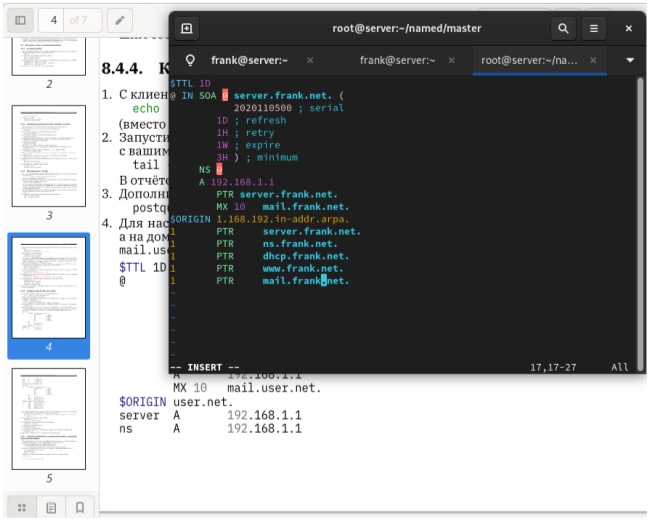 4 of 7
root@server:~/named/master
frank@server:~
frank@server:~
root@server:~/na...
2
3
4
5
8.4.4. К
1. С клиен
echo
(вместо
2. Запусти
с вашим
tail
В отчёте
3. Дополни
postqu
4. Для нас
а на дом
mail.use
$TTL 1D
@
$TTL 1D
@ IN SOA @ server.frank.net. (
2020110500 ; serial
1D ; refresh
1H ; retry
1W ; expire
3H ) ; minimum
NS @
A 192.168.1.1
PTR server.frank.net.
MX 10 mail.frank.net.
$ORIGIN 1.168.192.in-addr.arpa.
1 PTR server.frank.net.
1 PTR ns.frank.net.
1 PTR dhcp.frank.net.
1 PTR www.frank.net.
1 PTR mail.frank.net.
~
~
~
~
~
-- INSERT -- 17,17-27 All
A 192.168.1.1
MX 10 mail.user.net.
$ORIGIN user.net.
server A 192.168.1.1
ns A 192.168.1.1